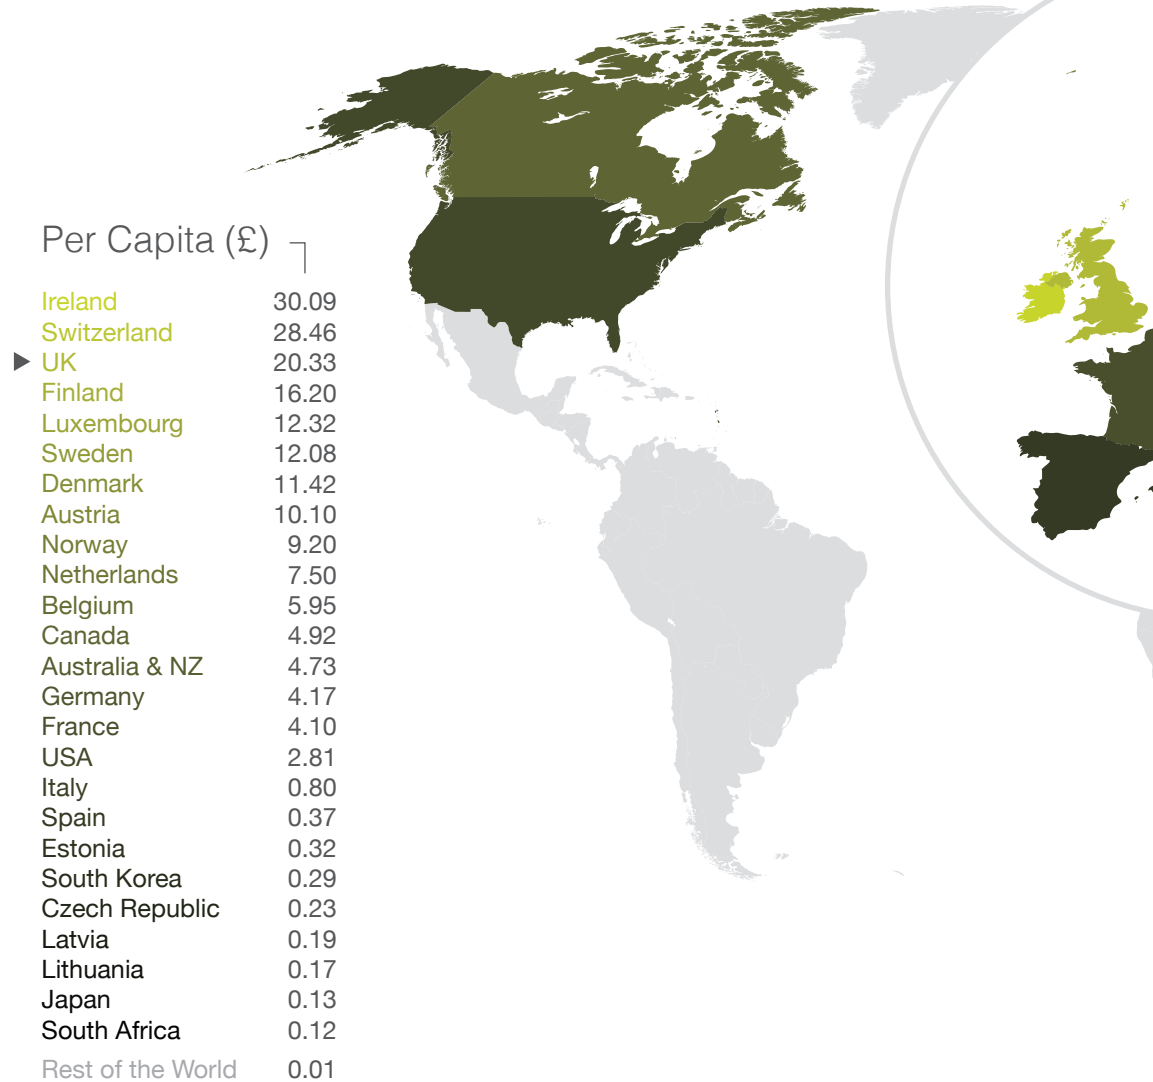 Per Capita (£)
Ireland 30.09
Switzerland 28.46
UK 20.33
Finland 16.20
Luxembourg 12.32
Sweden 12.08
Denmark 11.42
Austria 10.10
Norway 9.20
Netherlands 7.50
Belgium 5.95
Canada 4.92
Australia & NZ 4.73
Germany 4.17
France 4.10
USA 2.81
Italy 0.80
Spain 0.37
Estonia 0.32
South Korea 0.29
Czech Republic 0.23
Latvia 0.19
Lithuania 0.17
Japan 0.13
South Africa 0.12
Rest of the World 0.01